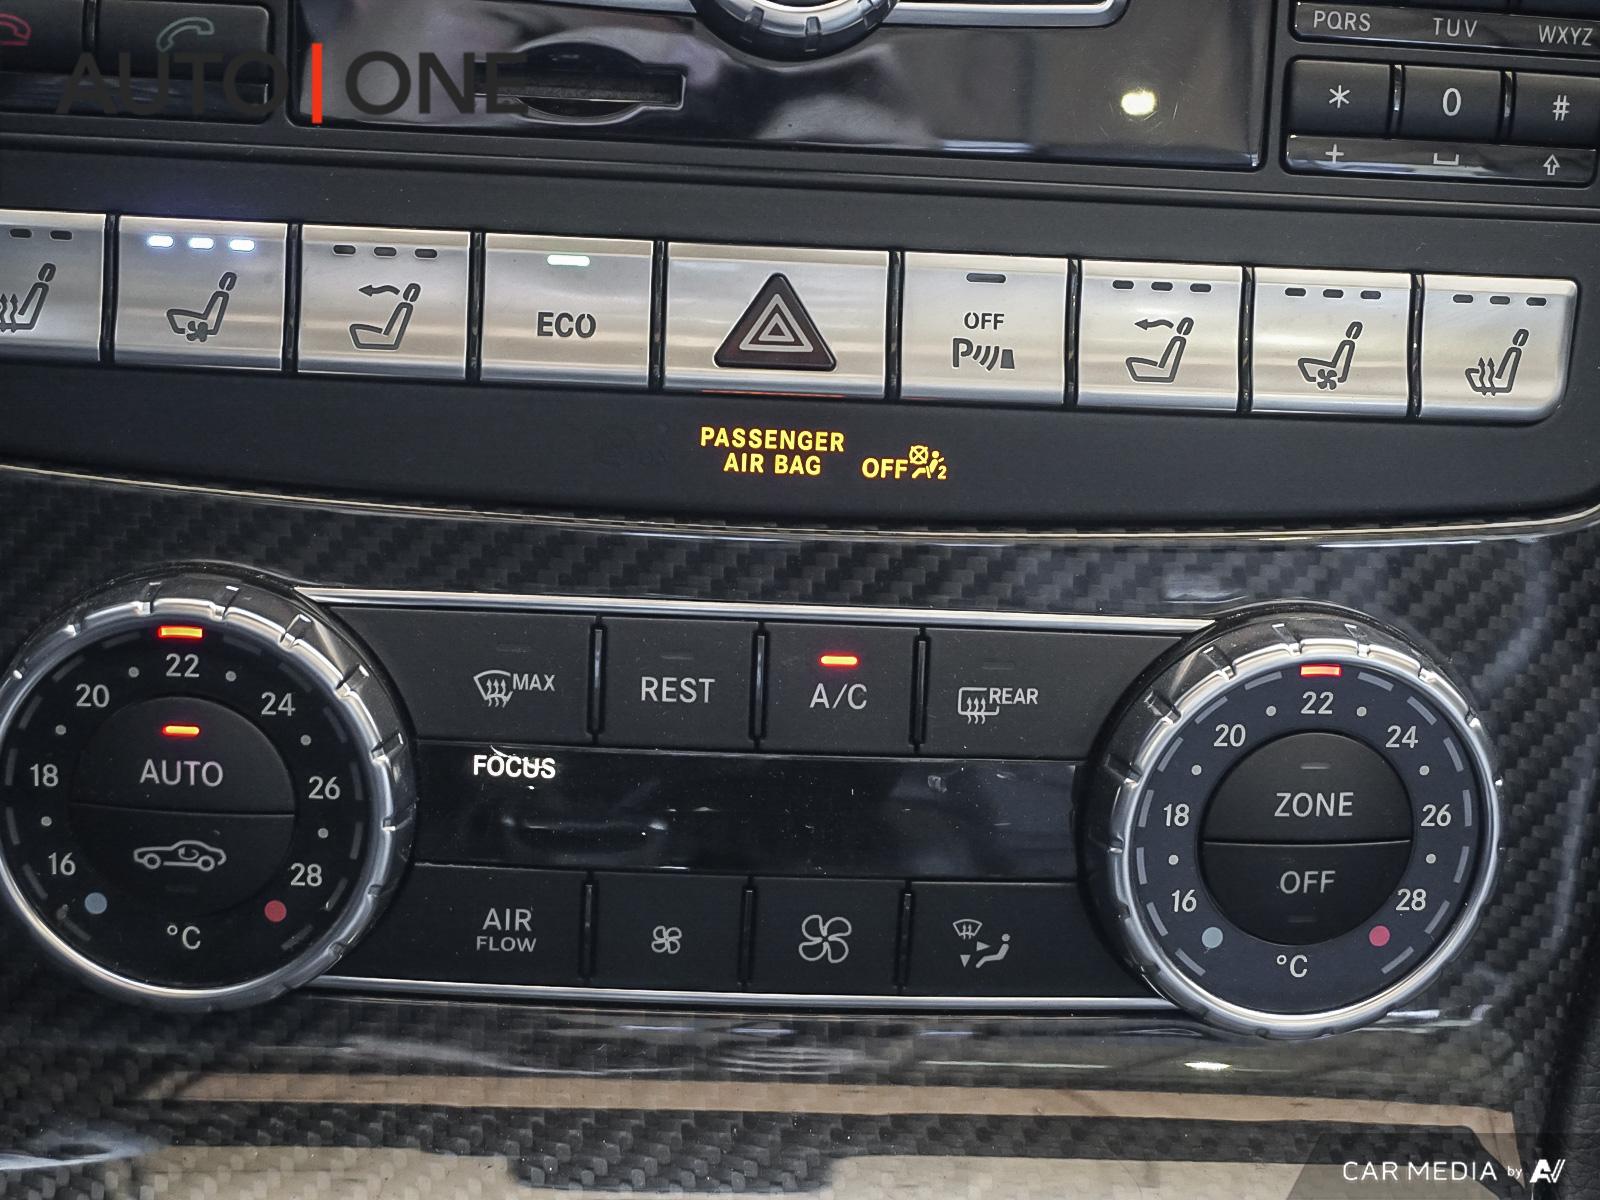 AUTO|ONE
PQRS TUV WXYZ
* 0 #
+
ECO
OFF
P
PASSENGER
AIR BAG OFF 2
22
20 24
18 26
16 28
AUTO
°C
MAX REST A/C REAR
FOCUS
AIR
FLOW
22
20 24
18 26
16 28
ZONE
OFF
°C
CAR MEDIA by AV